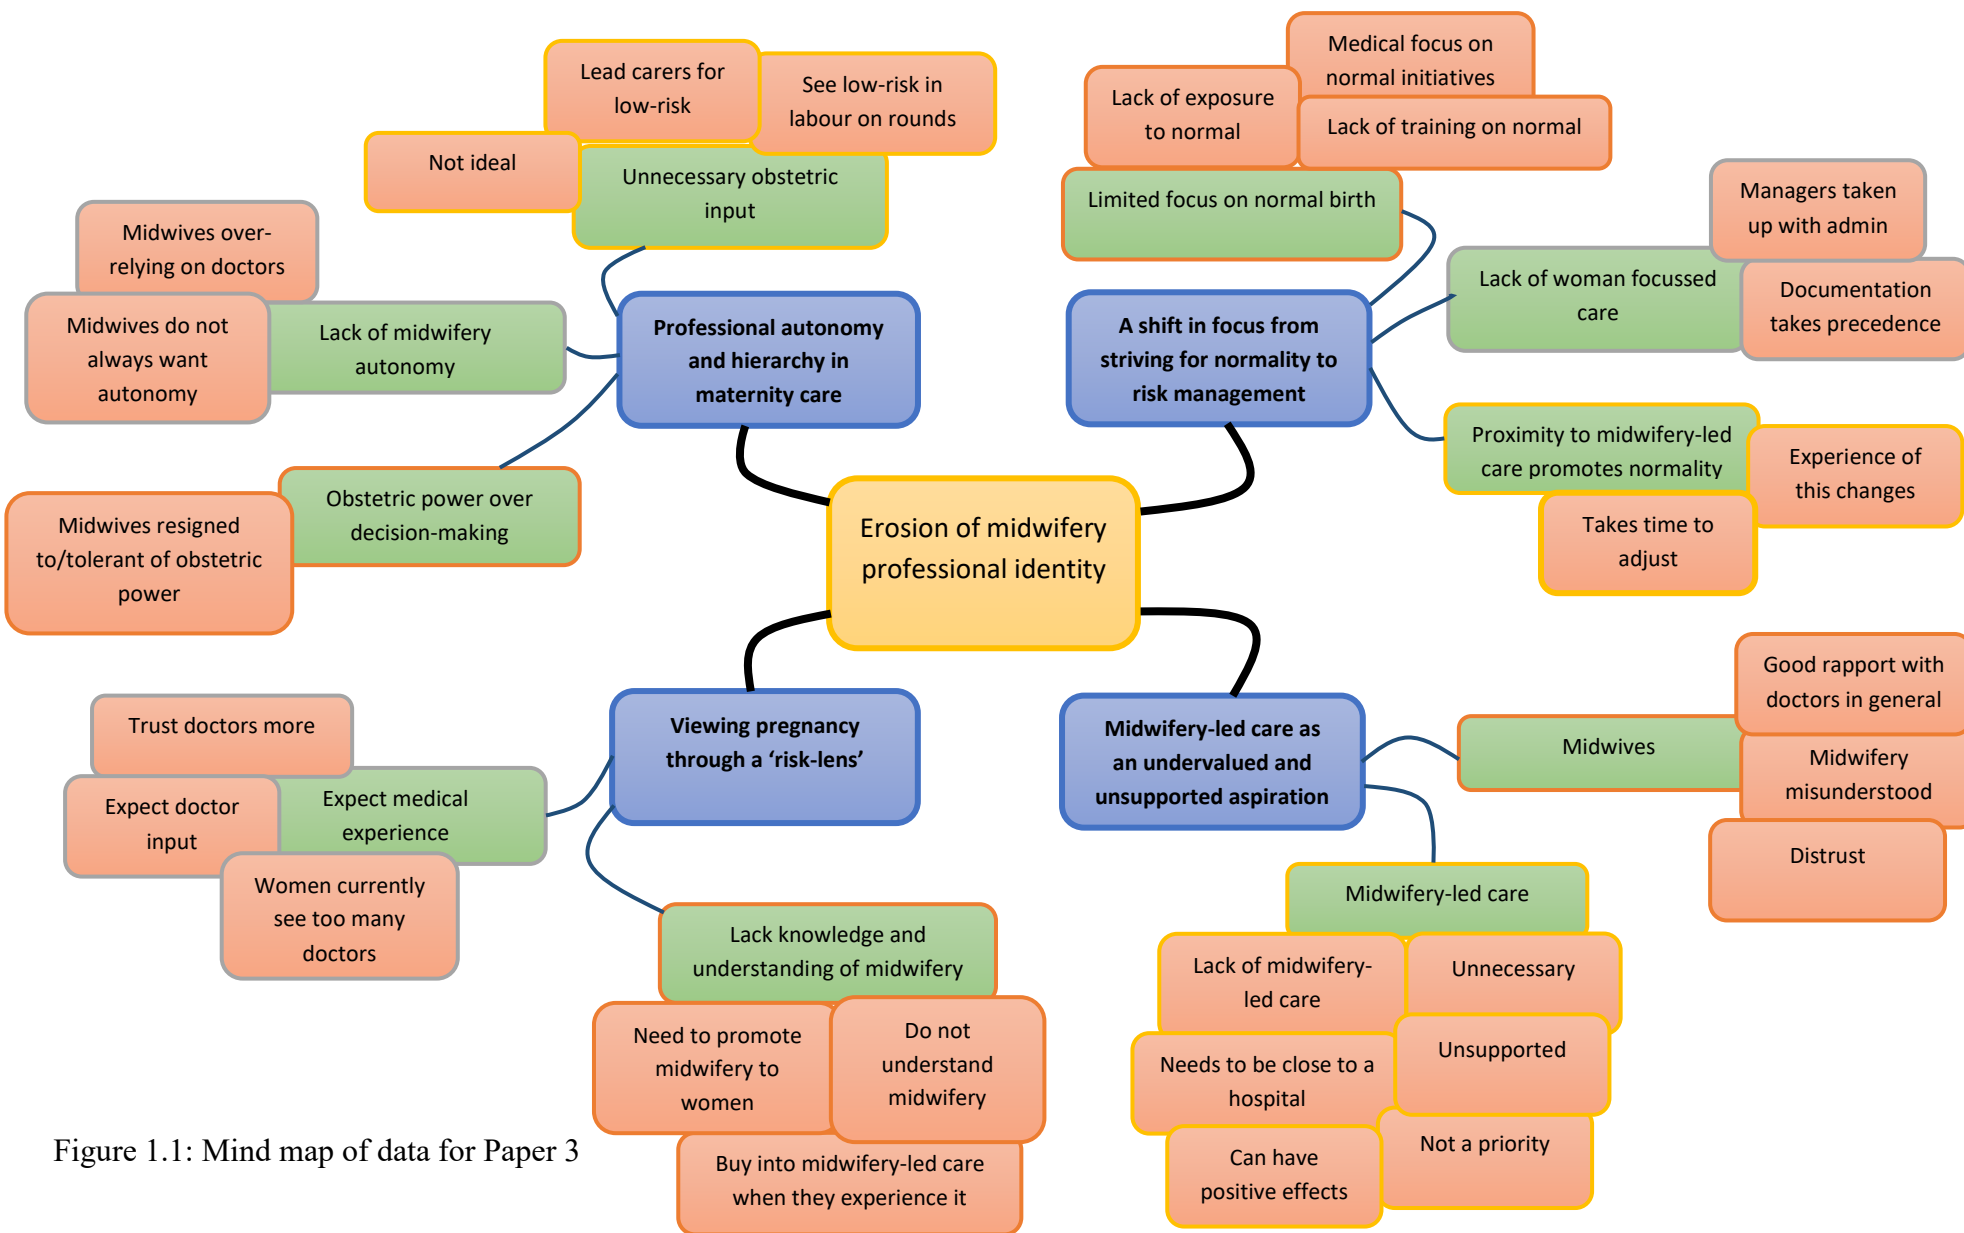 Lead carers for
low-risk
See low-risk in
labour on rounds
Not ideal
Unnecessary obstetric
input
Midwives over-
relying on doctors
Midwives do not
always want
autonomy
Lack of midwifery
autonomy
Professional autonomy
and hierarchy in
maternity care
Obstetric power over
decision-making
Midwives resigned
to/tolerant of obstetric
power
Medical focus on
normal initiatives
Lack of exposure
to normal
Lack of training on normal
Limited focus on normal birth
Managers taken
up with admin
Lack of woman focussed
care
Documentation
takes precedence
A shift in focus from
striving for normality to
risk management
Proximity to midwifery-led
care promotes normality
Experience of
this changes
Takes time to
adjust
Erosion of midwifery
professional identity
Viewing pregnancy
through a ‘risk-lens’
Trust doctors more
Expect doctor
input
Expect medical
experience
Women currently
see too many
doctors
Lack knowledge and
understanding of midwifery
Need to promote
midwifery to
women
Do not
understand
midwifery
Buy into midwifery-led care
when they experience it
Midwifery-led care as
an undervalued and
unsupported aspiration
Midwives
Good rapport with
doctors in general
Midwifery
misunderstood
Distrust
Midwifery-led care
Lack of midwifery-
led care
Unnecessary
Needs to be close to a
hospital
Unsupported
Can have
positive effects
Not a priority
Figure 1.1: Mind map of data for Paper 3